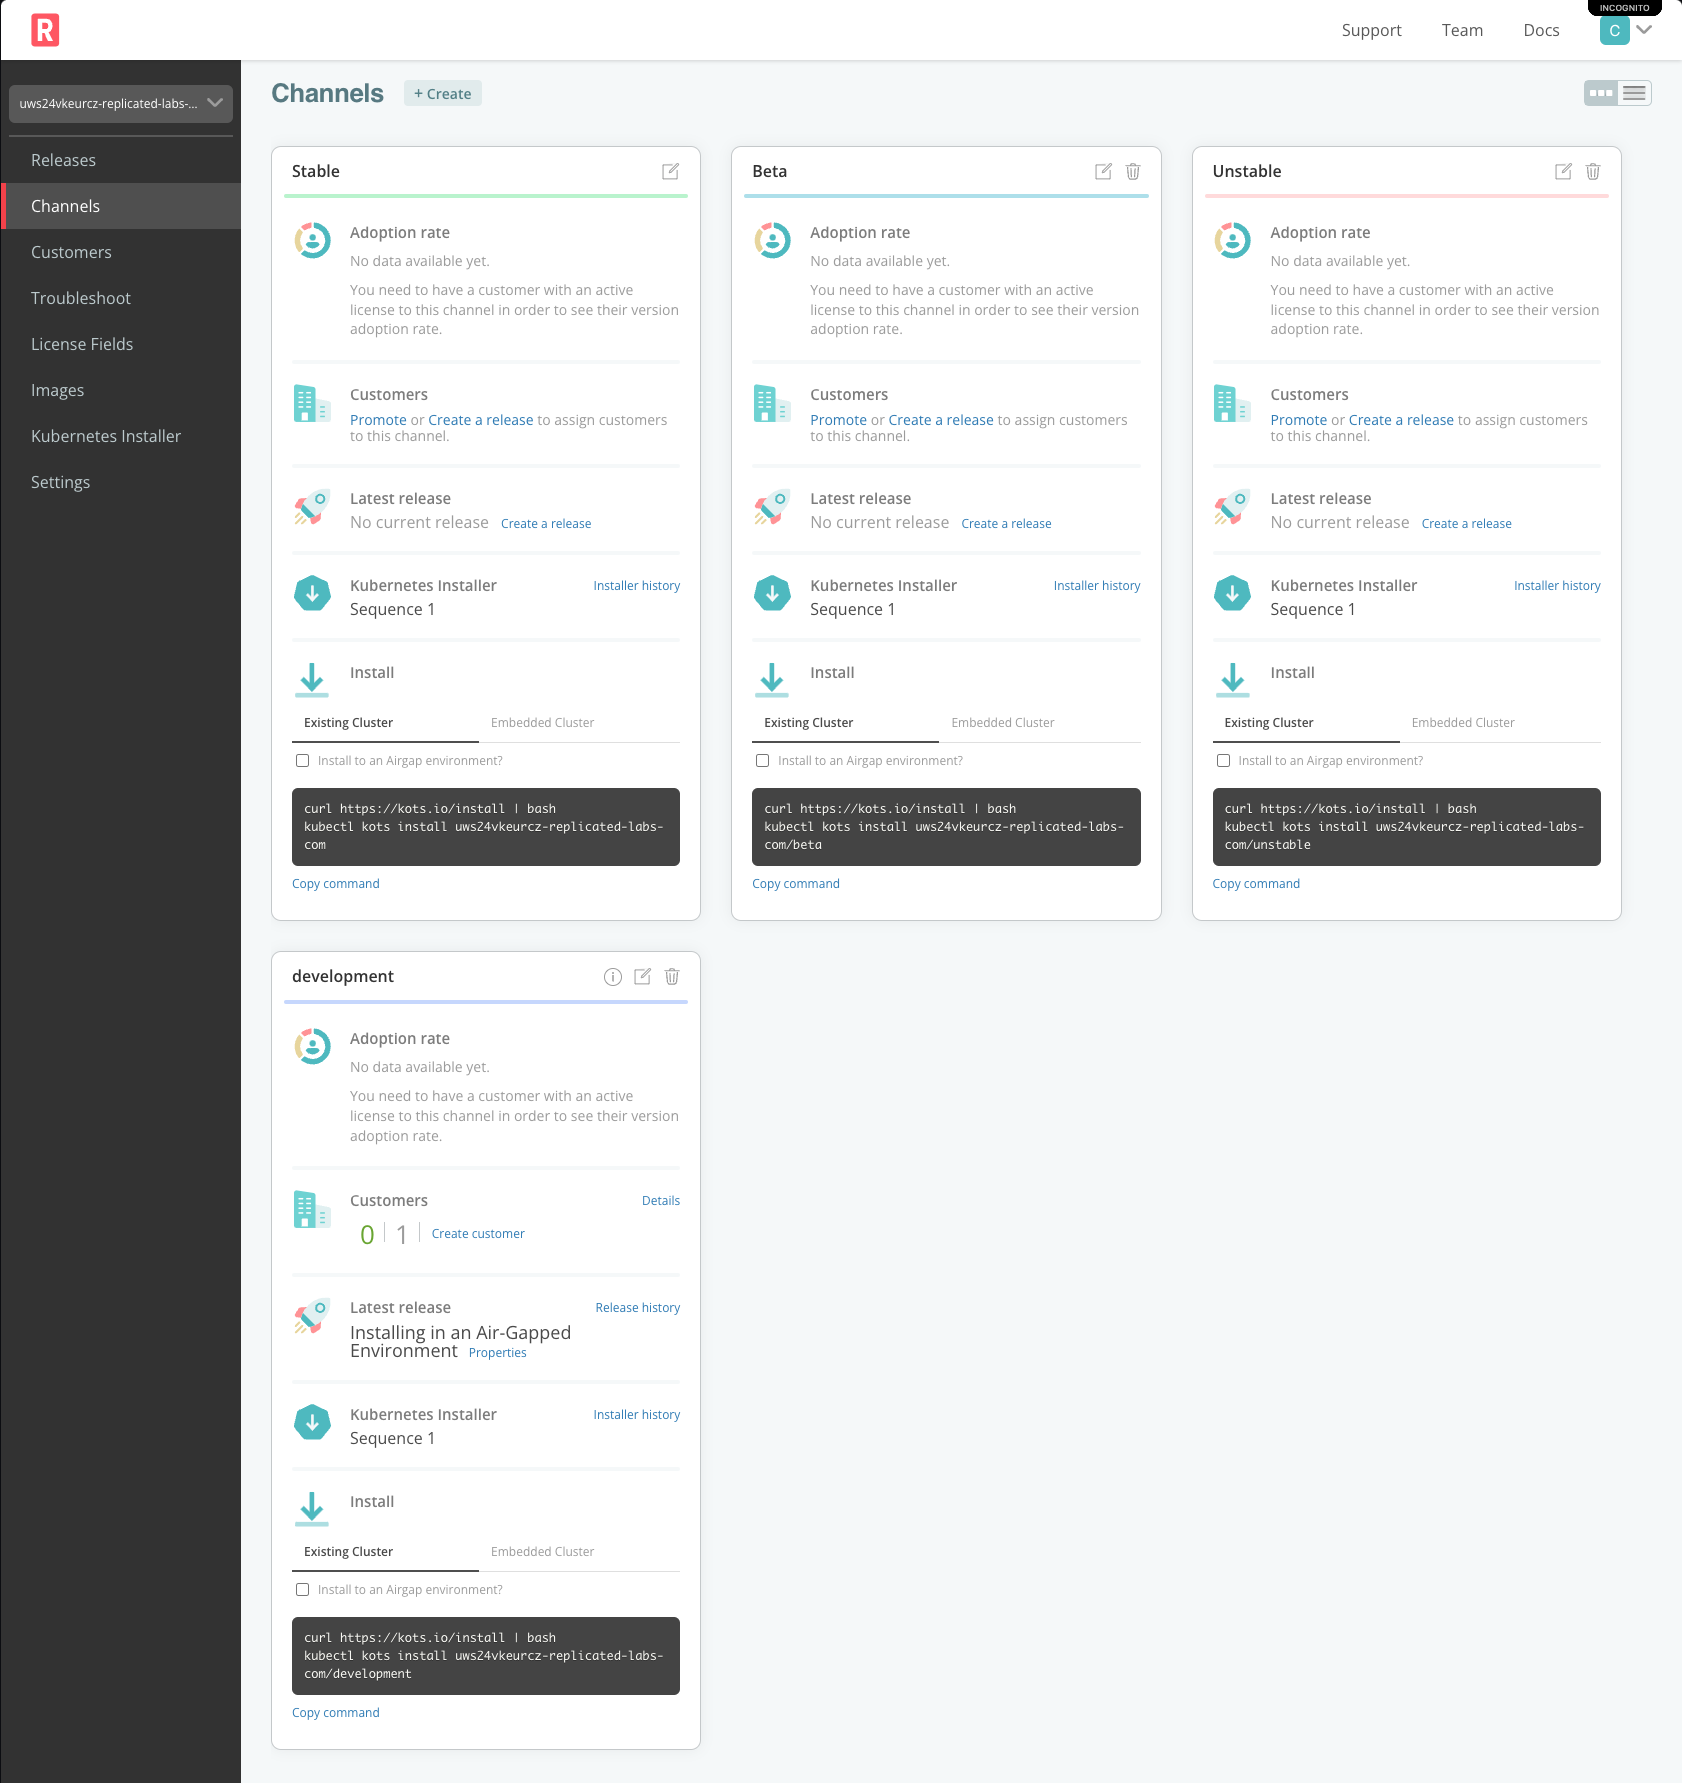 INCOGNITO
R
Support
Team
Docs
C
uws24vkeurcz-replicated-labs-...
Releases
Channels
Customers
Troubleshoot
License Fields
Images
Kubernetes Installer
Settings
Channels
+ Create
Stable
Adoption rate
No data available yet.
You need to have a customer with an active
license to this channel in order to see their version
adoption rate.
Customers
Promote or Create a release to assign customers
to this channel.
Latest release
No current release Create a release
Kubernetes Installer
Installer history
Sequence 1
Install
Existing Cluster
Embedded Cluster
Install to an Airgap environment?
curl https://kots.io/install | bash
kubectl kots install uws24vkeurcz-replicated-labs-
com
Copy command
Beta
Adoption rate
No data available yet.
You need to have a customer with an active
license to this channel in order to see their version
adoption rate.
Customers
Promote or Create a release to assign customers
to this channel.
Latest release
No current release Create a release
Kubernetes Installer
Installer history
Sequence 1
Install
Existing Cluster
Embedded Cluster
Install to an Airgap environment?
curl https://kots.io/install | bash
kubectl kots install uws24vkeurcz-replicated-labs-
com/beta
Copy command
Unstable
Adoption rate
No data available yet.
You need to have a customer with an active
license to this channel in order to see their version
adoption rate.
Customers
Promote or Create a release to assign customers
to this channel.
Latest release
No current release Create a release
Kubernetes Installer
Installer history
Sequence 1
Install
Existing Cluster
Embedded Cluster
Install to an Airgap environment?
curl https://kots.io/install | bash
kubectl kots install uws24vkeurcz-replicated-labs-
com/unstable
Copy command
development
Adoption rate
No data available yet.
You need to have a customer with an active
license to this channel in order to see their version
adoption rate.
Customers
Details
0 1 Create customer
Latest release
Release history
Installing in an Air-Gapped
Environment Properties
Kubernetes Installer
Installer history
Sequence 1
Install
Existing Cluster
Embedded Cluster
Install to an Airgap environment?
curl https://kots.io/install | bash
kubectl kots install uws24vkeurcz-replicated-labs-
com/development
Copy command